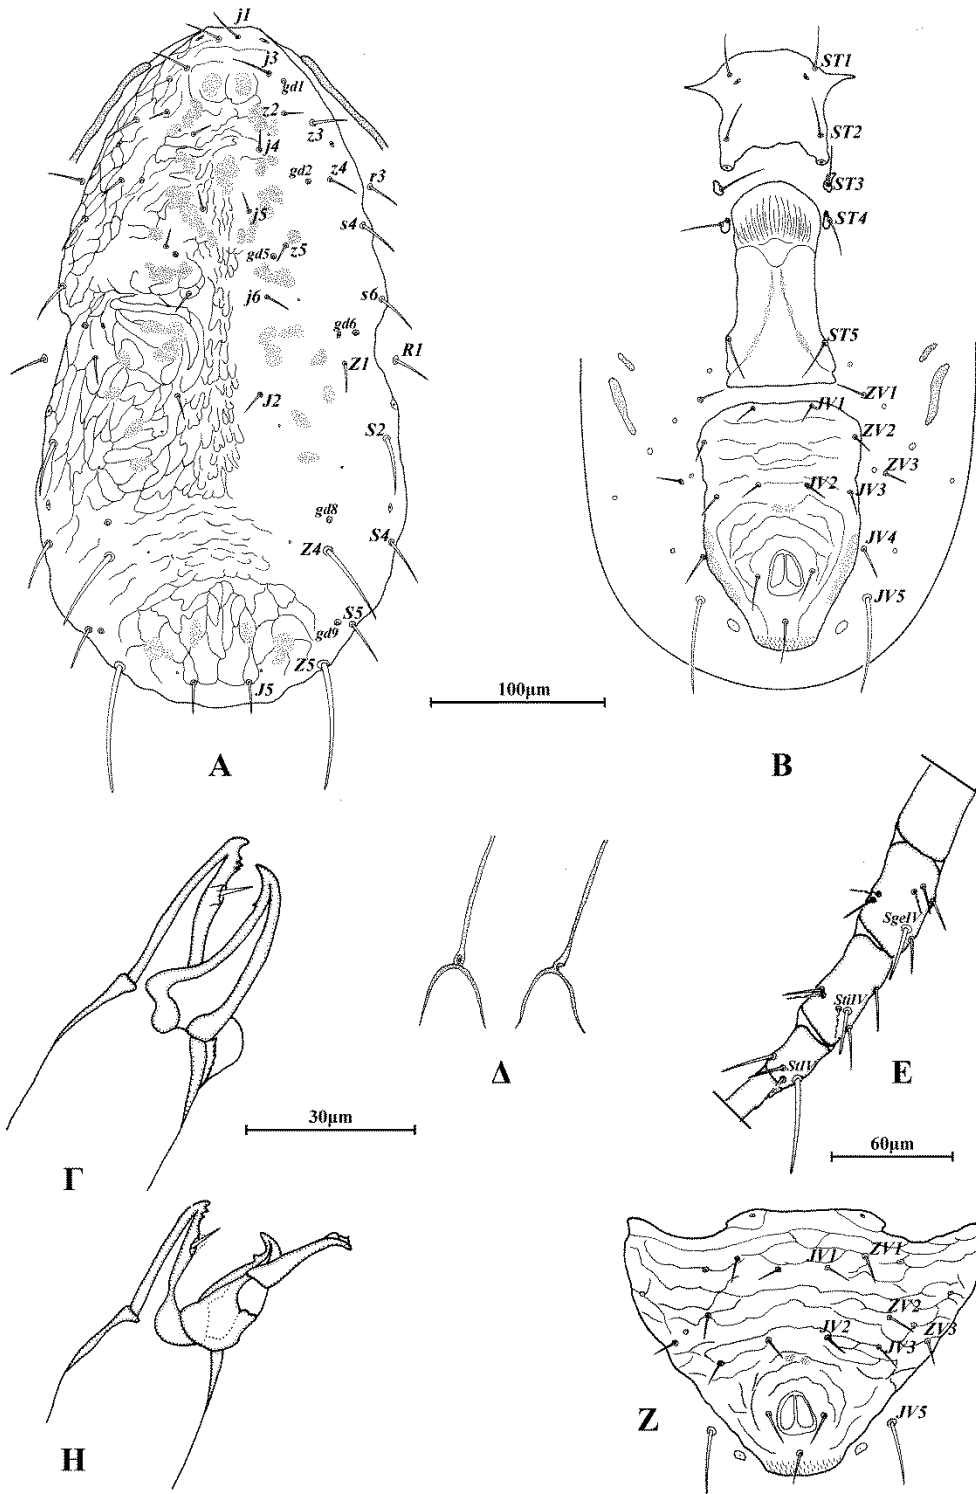 j1
j3
gd1
z2
z3
j4
gd2
z4
r3
j5
s4
gd5
z5
j6
s6
gd6
R1
Z1
J2
S2
gd8
S4
Z4
gd9
S5
Z5
J5
A
100μm
ST1
ST2
ST3
ST4
ST5
ZV1
JV1
ZV2
ZV3
JV2
JV3
JV4
JV5
B
SgeIV
StiIV
StIV
E
60μm
Δ
30μm
Γ
H
JV1
ZV1
ZV2
JV2
ZV3
JV3
JV5
Z